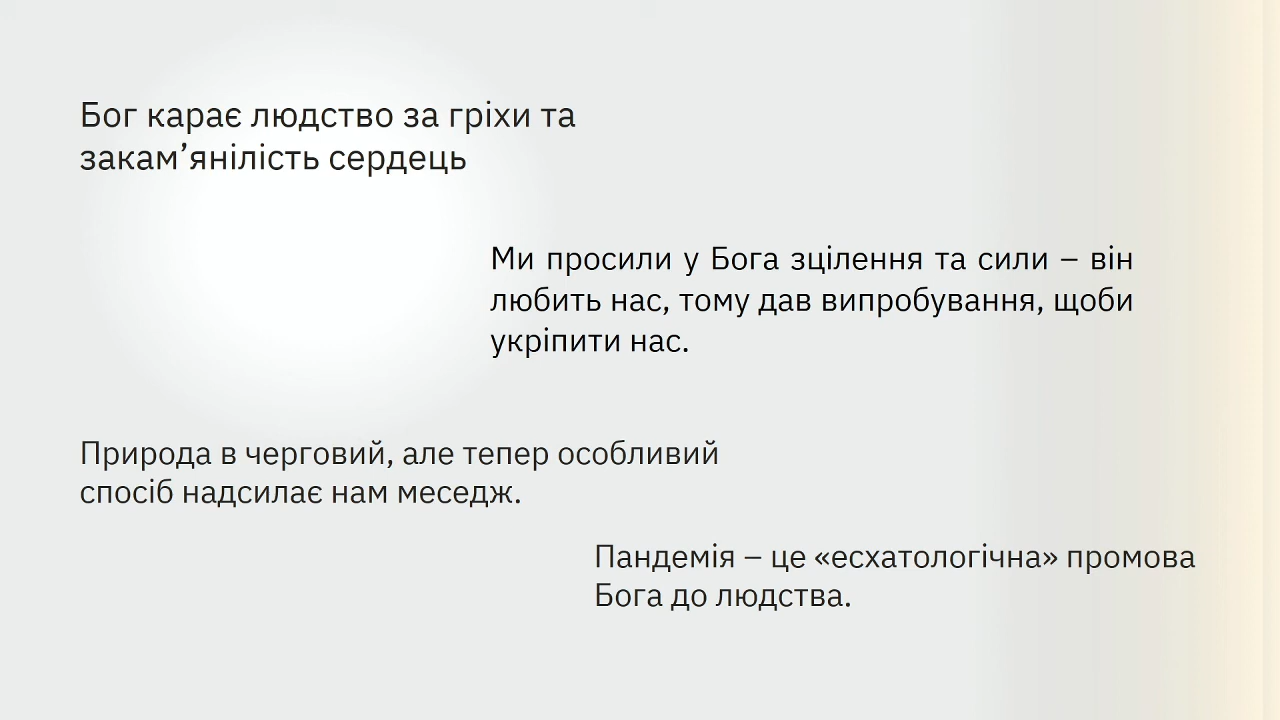 Бог карає людство за гріхи та
закам’янілість сердець
Ми просили у Бога зцілення та сили – він
любить нас, тому дав випробування, щоби
укріпити нас.
Природа в черговий, але тепер особливий
спосіб надсилає нам меседж.
Пандемія – це «есхатологічна» промова
Бога до людства.